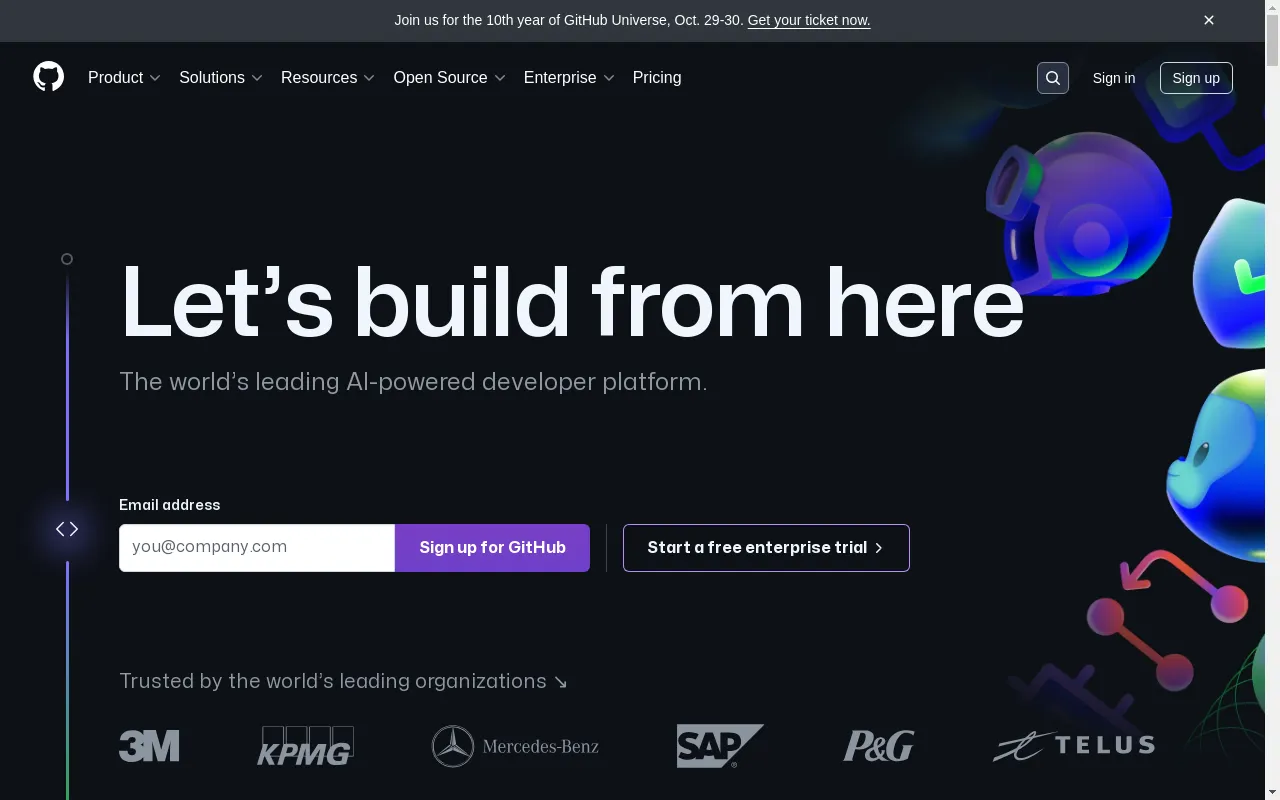 Join us for the 10th year of GitHub Universe, Oct. 29-30. Get your ticket now.
Product Solutions Resources Open Source Enterprise Pricing Sign in Sign up
Let’s build from here
The world’s leading AI-powered developer platform.
Email address
you@company.com Sign up for GitHub Start a free enterprise trial
Trusted by the world’s leading organizations ↘
3M KPMG Mercedes-Benz SAP P&G TELUS